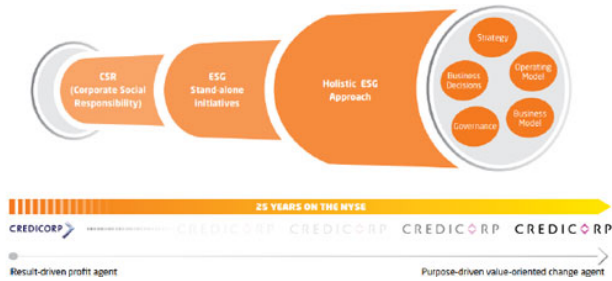 CSR
(Corporate Social
Responsibility)
ESG
Stand-alone
initiatives
Holistic ESG
Approach
Strategy
Business
Decisions
Operating
Model
Governance
Business
Model
25 YEARS ON THE NYSE
CREDICORP
CREDICORP
CREDICORP
CREDICORP
CREDICORP
Result-driven profit agent
Purpose-driven value-oriented change agent